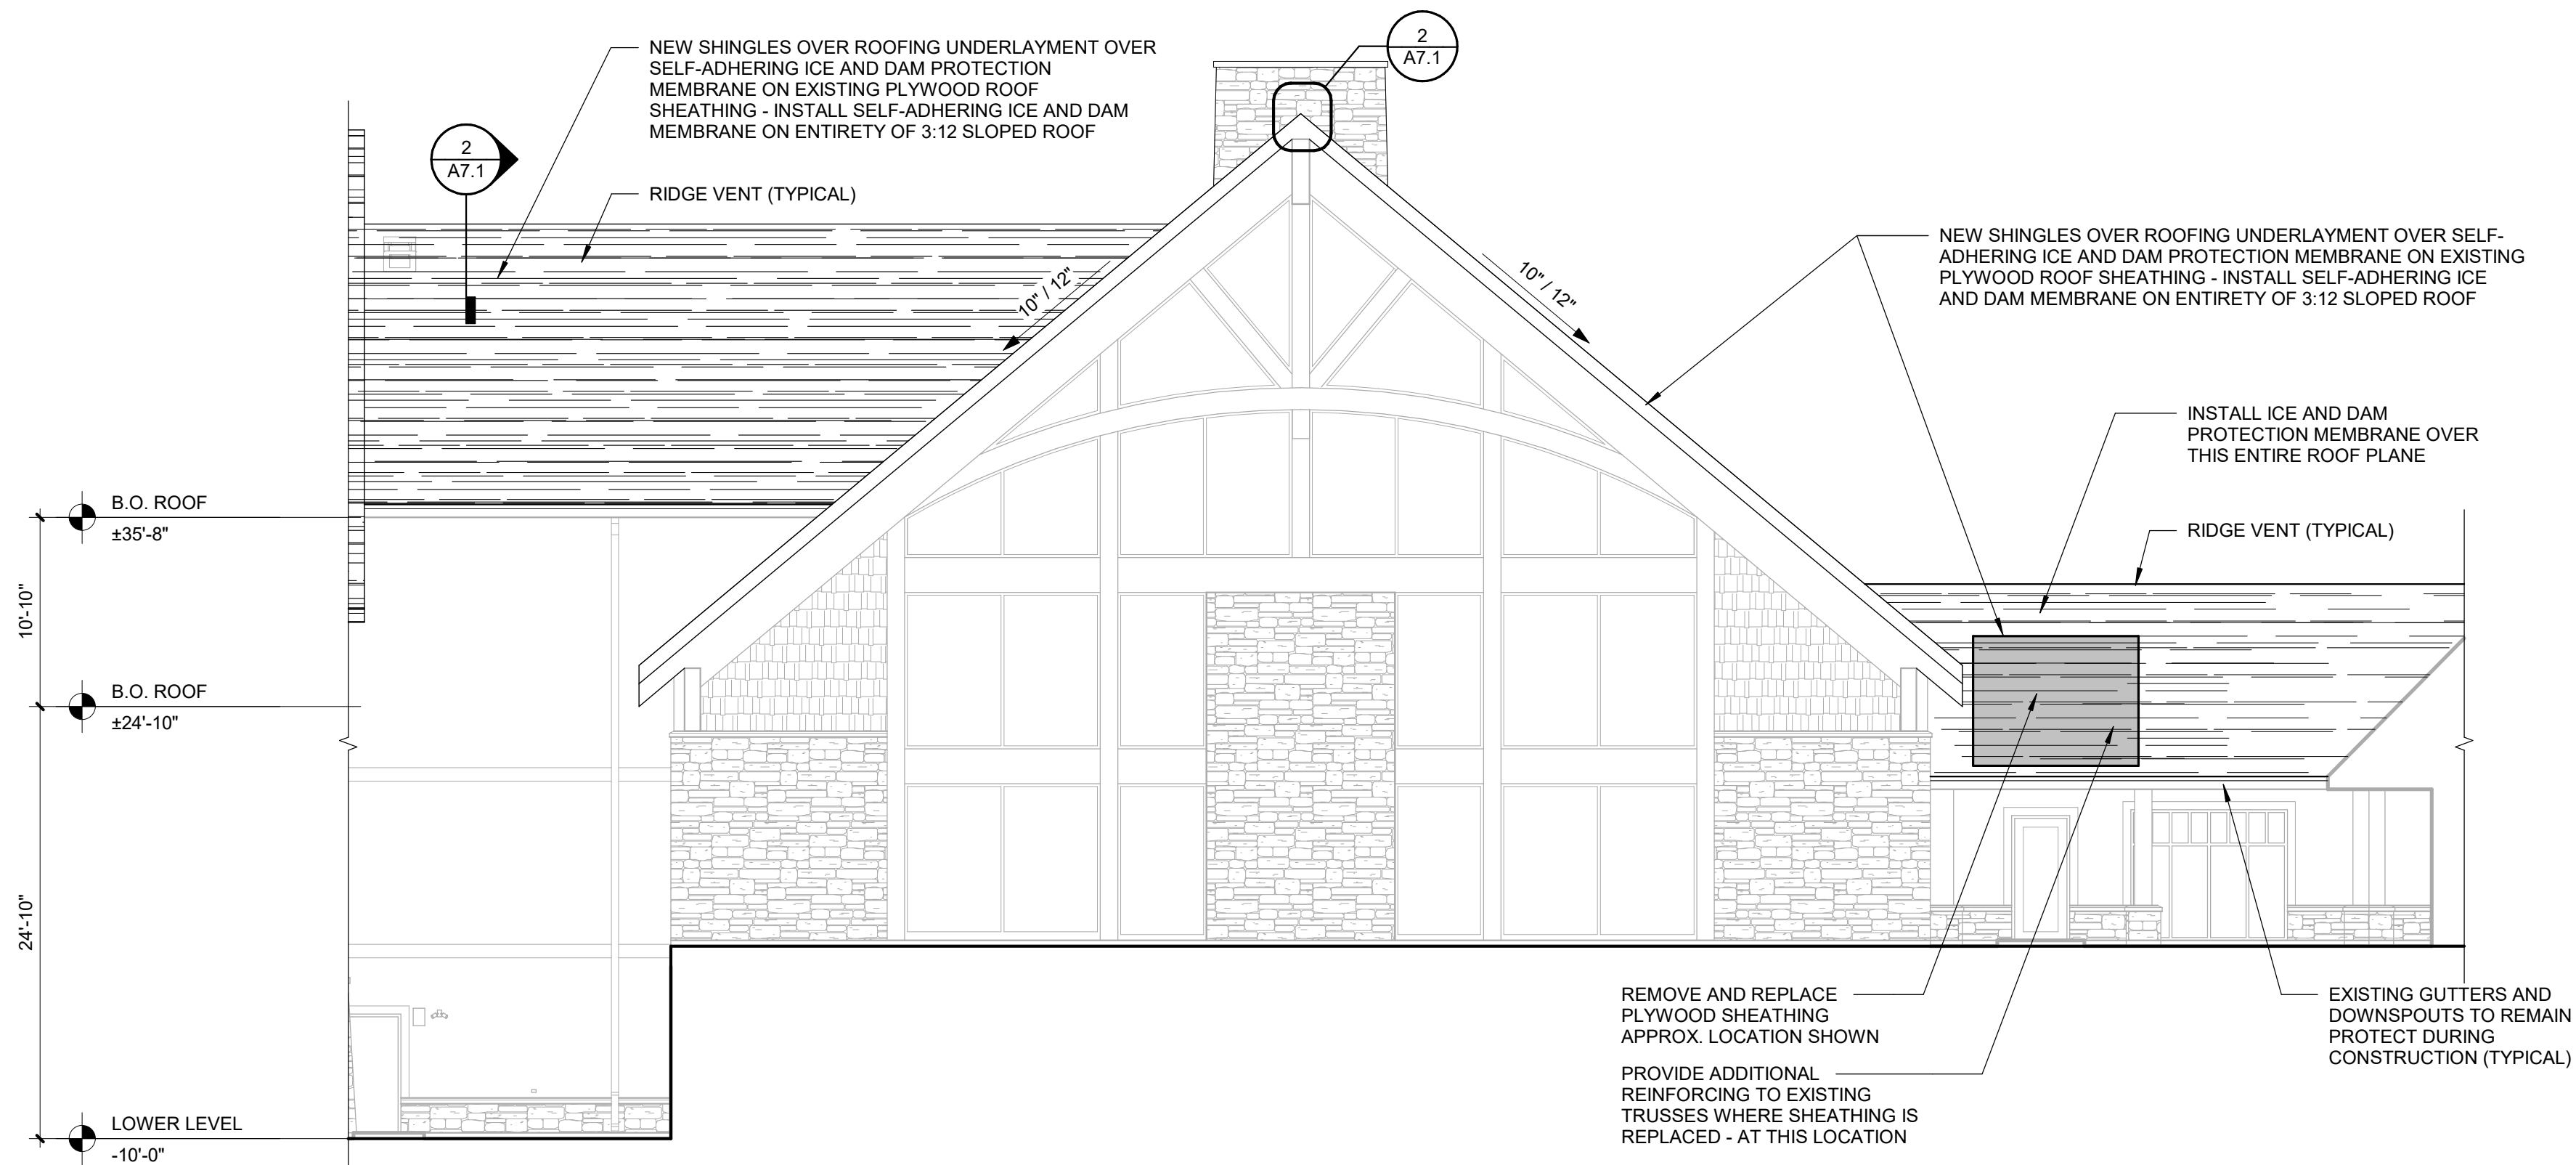 2
A7.1
NEW SHINGLES OVER ROOFING UNDERLAYMENT OVER
SELF-ADHERING ICE AND DAM PROTECTION
MEMBRANE ON EXISTING PLYWOOD ROOF
SHEATHING - INSTALL SELF-ADHERING ICE AND DAM
MEMBRANE ON ENTIRETY OF 3:12 SLOPED ROOF
2
A7.1
RIDGE VENT (TYPICAL)
10" / 12"
10" / 12"
NEW SHINGLES OVER ROOFING UNDERLAYMENT OVER SELF-
ADHERING ICE AND DAM PROTECTION MEMBRANE ON EXISTING
PLYWOOD ROOF SHEATHING - INSTALL SELF-ADHERING ICE
AND DAM MEMBRANE ON ENTIRETY OF 3:12 SLOPED ROOF
INSTALL ICE AND DAM
PROTECTION MEMBRANE OVER
THIS ENTIRE ROOF PLANE
RIDGE VENT (TYPICAL)
B.O. ROOF
±35'-8"
10'-10"
B.O. ROOF
±24'-10"
24'-10"
LOWER LEVEL
-10'-0"
REMOVE AND REPLACE
PLYWOOD SHEATHING
APPROX. LOCATION SHOWN
PROVIDE ADDITIONAL
REINFORCING TO EXISTING
TRUSSES WHERE SHEATHING IS
REPLACED - AT THIS LOCATION
EXISTING GUTTERS AND
DOWNSPOUTS TO REMAIN
PROTECT DURING
CONSTRUCTION (TYPICAL)